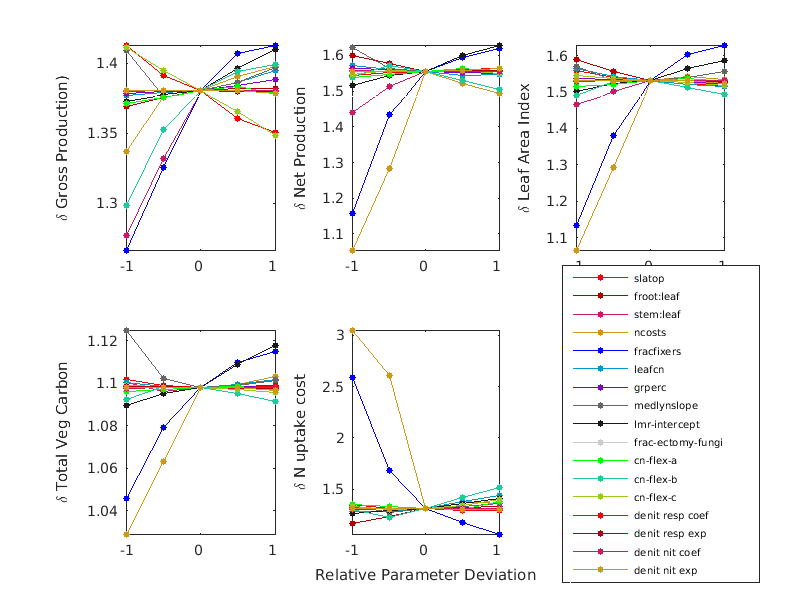 δ Gross Production)
1.4
1.35
1.3
-1
0
1
δ Net Production
1.6
1.5
1.4
1.3
1.2
1.1
-1
0
1
δ Leaf Area Index
1.6
1.5
1.4
1.3
1.2
1.1
-1
0
1
δ Total Veg Carbon
1.12
1.1
1.08
1.06
1.04
-1
0
1
δ N uptake cost
3
2.5
2
1.5
-1
0
1
Relative Parameter Deviation
slatop
froot:leaf
stem:leaf
ncosts
fracfixers
leafcn
grperc
medlynslope
lmr-intercept
frac-ectomy-fungi
cn-flex-a
cn-flex-b
cn-flex-c
denit resp coef
denit resp exp
denit nit coef
denit nit exp